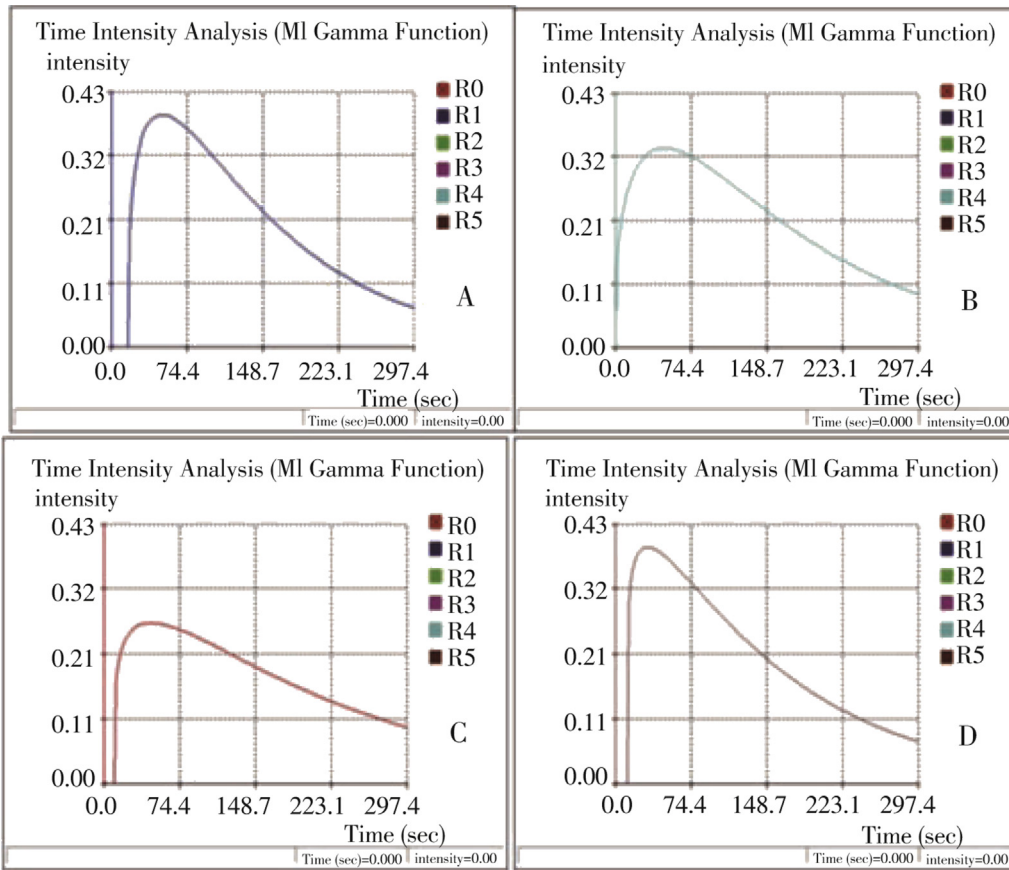 Time Intensity Analysis (Ml Gamma Function)
intensity
0.43
0.32
0.21
0.11
0.00
0.0 74.4 148.7 223.1 297.4
Time (sec)
R0
R1
R2
R3
R4
R5
A
Time (sec)=0.000 intensity=0.00
Time Intensity Analysis (Ml Gamma Function)
intensity
0.43
0.32
0.21
0.11
0.00
0.0 74.4 148.7 223.1 297.4
Time (sec)
R0
R1
R2
R3
R4
R5
B
Time (sec)=0.000 intensity=0.00
Time Intensity Analysis (Ml Gamma Function)
intensity
0.43
0.32
0.21
0.11
0.00
0.0 74.4 148.7 223.1 297.4
Time (sec)
R0
R1
R2
R3
R4
R5
C
Time (sec)=0.000 intensity=0.00
Time Intensity Analysis (Ml Gamma Function)
intensity
0.43
0.32
0.21
0.11
0.00
0.0 74.4 148.7 223.1 297.4
Time (sec)
R0
R1
R2
R3
R4
R5
D
Time (sec)=0.000 intensity=0.00